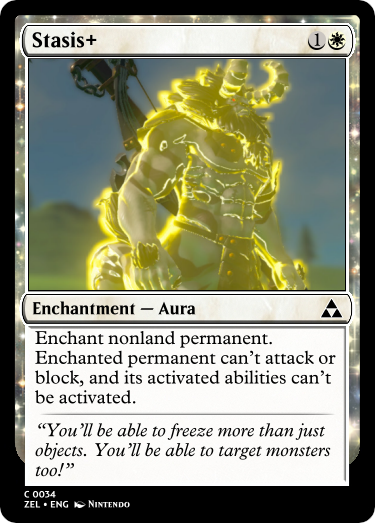 Stasis+ 1
Enchantment — Aura
Enchant nonland permanent.
Enchanted permanent can't attack or
block, and its activated abilities can't
be activated.
“You'll be able to freeze more than just
objects. You'll be able to target monsters
too!”
C 0034
ZEL • ENG Nintendo